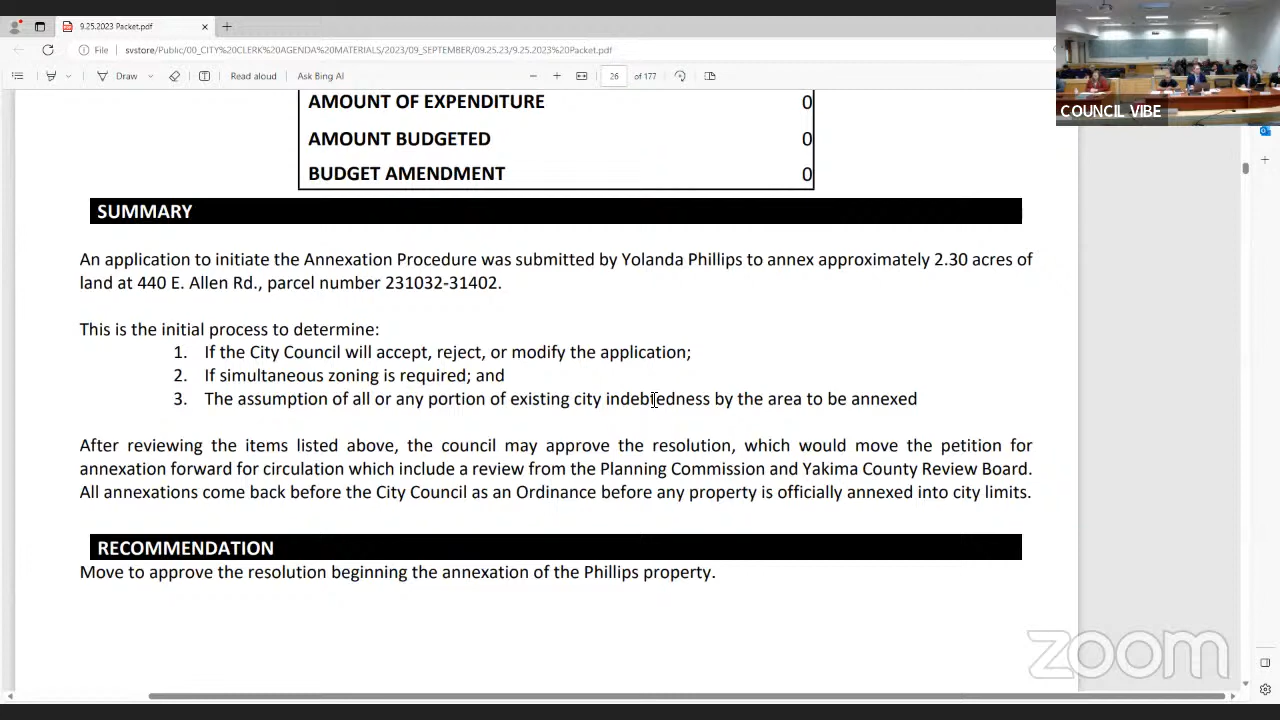 9.25.2023 Packet.pdf
File svstore/Public/00_CITY%20CLERK%20AGENDA%20MATERIALS/2023/09_SEPTEMBER/09.25.23/9.25.2023%20Packet.pdf
Draw Read aloud Ask Bing AI 26 of 177
COUNCIL VIBE
AMOUNT OF EXPENDITURE 0
AMOUNT BUDGETED 0
BUDGET AMENDMENT 0
SUMMARY
An application to initiate the Annexation Procedure was submitted by Yolanda Phillips to annex approximately 2.30 acres of
land at 440 E. Allen Rd., parcel number 231032-31402.
This is the initial process to determine:
1. If the City Council will accept, reject, or modify the application;
2. If simultaneous zoning is required; and
3. The assumption of all or any portion of existing city indebtedness by the area to be annexed
After reviewing the items listed above, the council may approve the resolution, which would move the petition for
annexation forward for circulation which include a review from the Planning Commission and Yakima County Review Board.
All annexations come back before the City Council as an Ordinance before any property is officially annexed into city limits.
RECOMMENDATION
Move to approve the resolution beginning the annexation of the Phillips property.
zoom